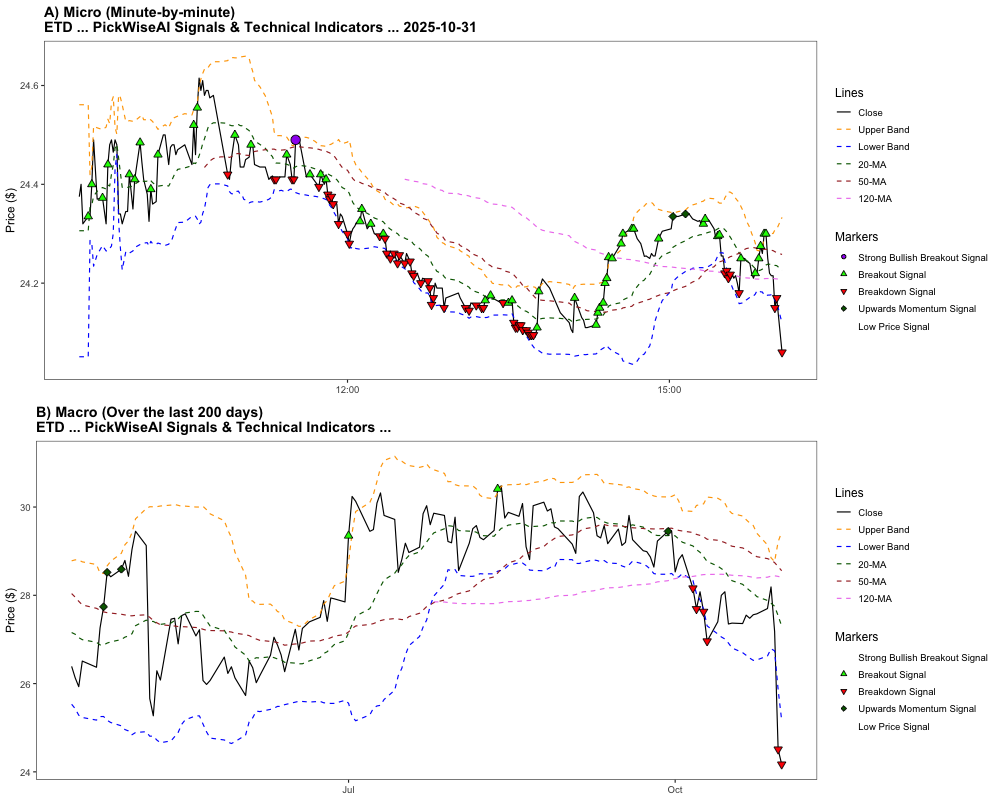 A) Micro (Minute-by-minute)
ETD ... PickWiseAI Signals & Technical Indicators ... 2025-10-31
24.6
24.4
24.2
Price ($)
12:00
15:00
Lines
Close
Upper Band
Lower Band
20-MA
50-MA
120-MA
Markers
Strong Bullish Breakout Signal
Breakout Signal
Breakdown Signal
Upwards Momentum Signal
Low Price Signal
B) Macro (Over the last 200 days)
ETD ... PickWiseAI Signals & Technical Indicators ...
30
28
26
24
Price ($)
Jul
Oct
Lines
Close
Upper Band
Lower Band
20-MA
50-MA
120-MA
Markers
Strong Bullish Breakout Signal
Breakout Signal
Breakdown Signal
Upwards Momentum Signal
Low Price Signal